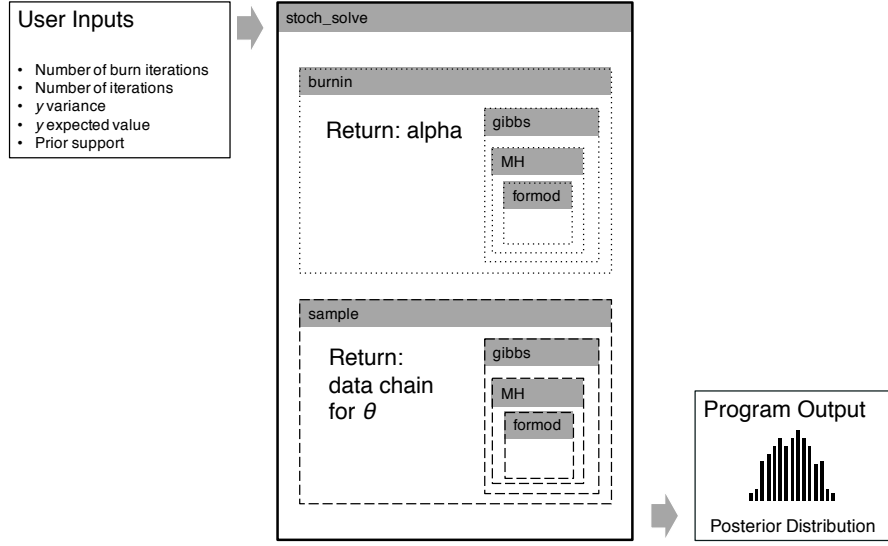 User Inputs
• Number of burn iterations
• Number of iterations
• y variance
• y expected value
• Prior support
stoch_solve
burnin
Return: alpha
gibbs
MH
formod
sample
Return:
data chain
for θ
gibbs
MH
formod
Program Output
Posterior Distribution